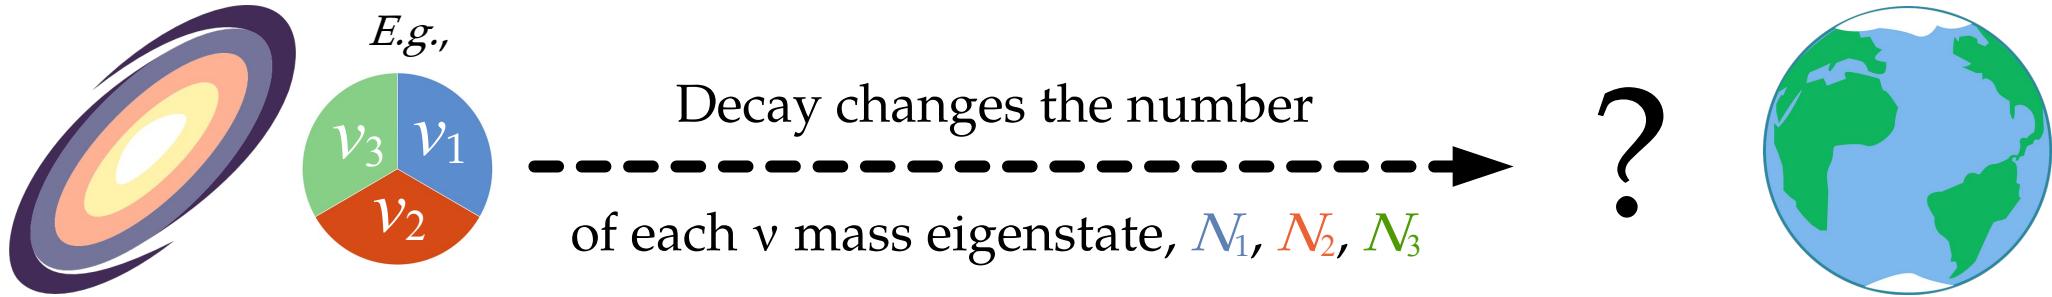 E.g.,
ν3
ν1
ν2
Decay changes the number
of each ν mass eigenstate, N1, N2, N3
?